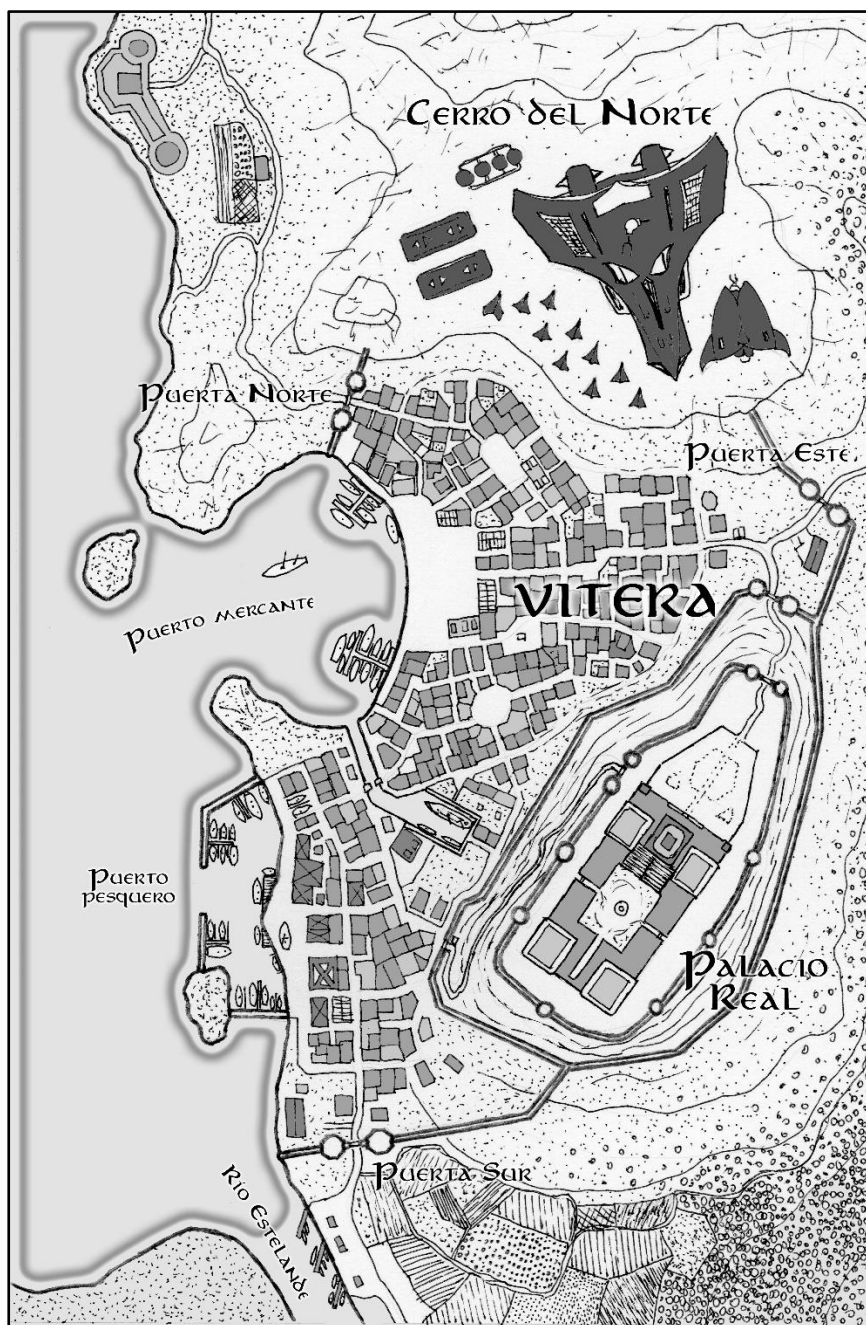 Cerro del Norte
Puerta Norte
Puerta Este
VITERA
Puerto mercante
Puerto
pesquero
Palacio
Real
Puerta Sur
Río Estelande